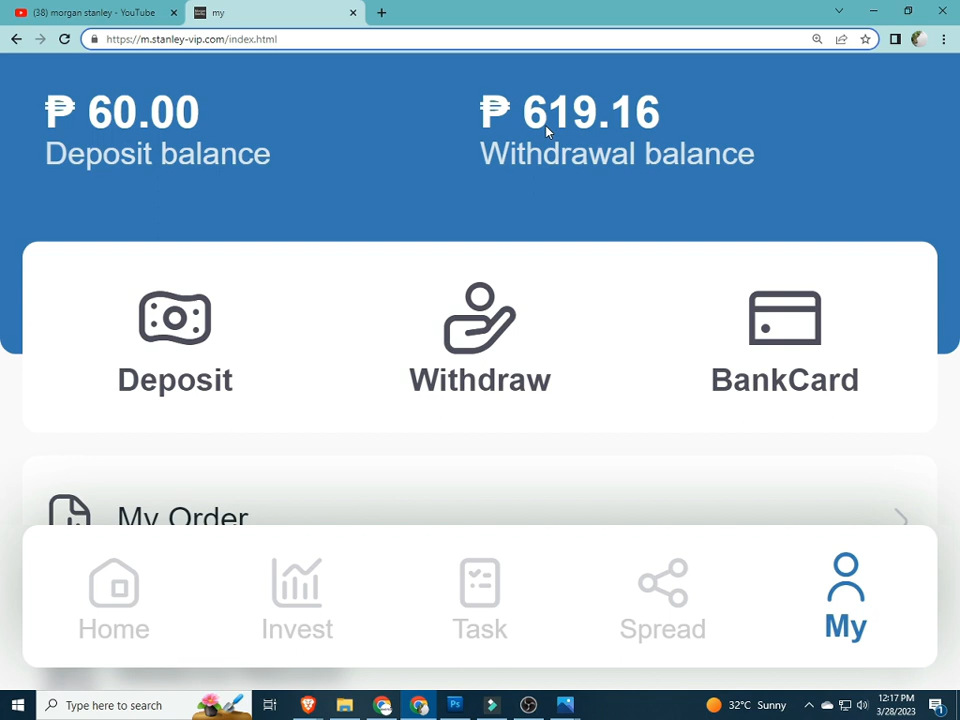 (38) morgan stanley - YouTube
my
https://m.stanley-vip.com/index.html
₱ 60.00
Deposit balance
₱ 619.16
Withdrawal balance
Deposit
Withdraw
BankCard
My Order
Home
Invest
Task
Spread
My
Type here to search
Ps
32°C Sunny
12:17 PM
3/28/2023
1